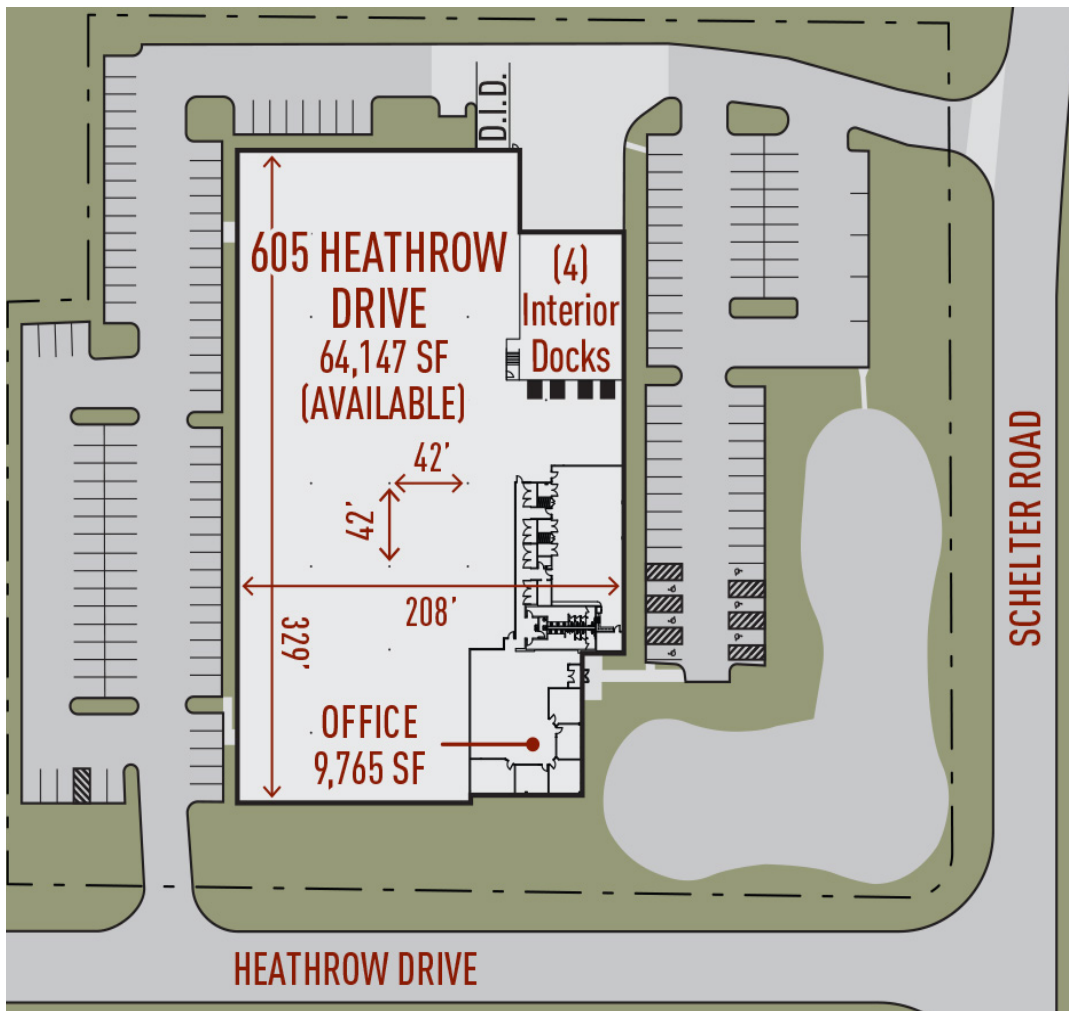 D.I.D.
605 HEATHROW
DRIVE
64,147 SF
(AVAILABLE)
(4)
Interior
Docks
42'
42'
208'
329'
OFFICE
9,765 SF
SCHELTER ROAD
HEATHROW DRIVE